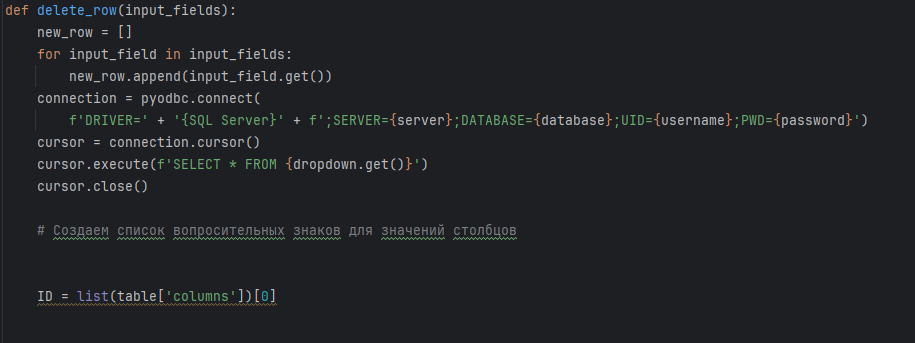 def delete_row(input_fields):
    new_row = []
    for input_field in input_fields:
        new_row.append(input_field.get())
    connection = pyodbc.connect(
        f'DRIVER=' + '{SQL Server}' + f';SERVER={server};DATABASE={database};UID={username};PWD={password}')
    cursor = connection.cursor()
    cursor.execute(f'SELECT * FROM {dropdown.get()}')
    cursor.close()
    # Создаем список вопросительных знаков для значений столбцов
    ID = list(table['columns'])[0]